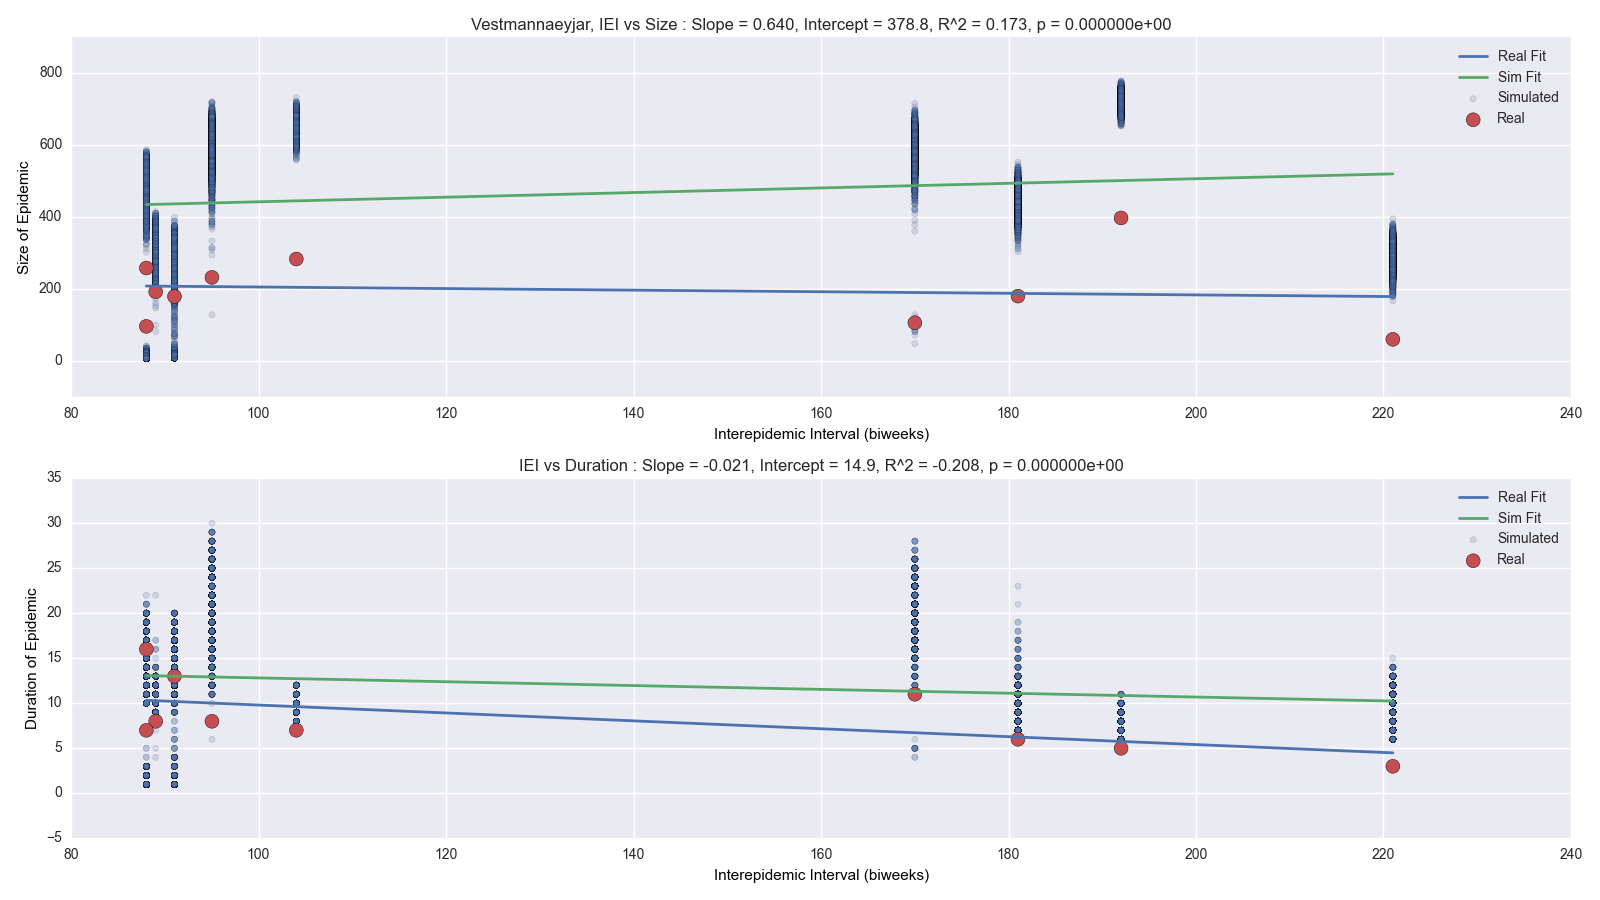 Vestmannaeyjar, IEI vs Size : Slope = 0.640, Intercept = 378.8, R^2 = 0.173, p = 0.000000e+00
Real Fit
Sim Fit
Simulated
Real
800
600
400
200
0
Size of Epidemic
80 100 120 140 160 180 200 220 240
Interepidemic Interval (biweeks)
IEI vs Duration : Slope = -0.021, Intercept = 14.9, R^2 = -0.208, p = 0.000000e+00
Real Fit
Sim Fit
Simulated
Real
35
30
25
20
15
10
5
0
−5
Duration of Epidemic
80 100 120 140 160 180 200 220 240
Interepidemic Interval (biweeks)